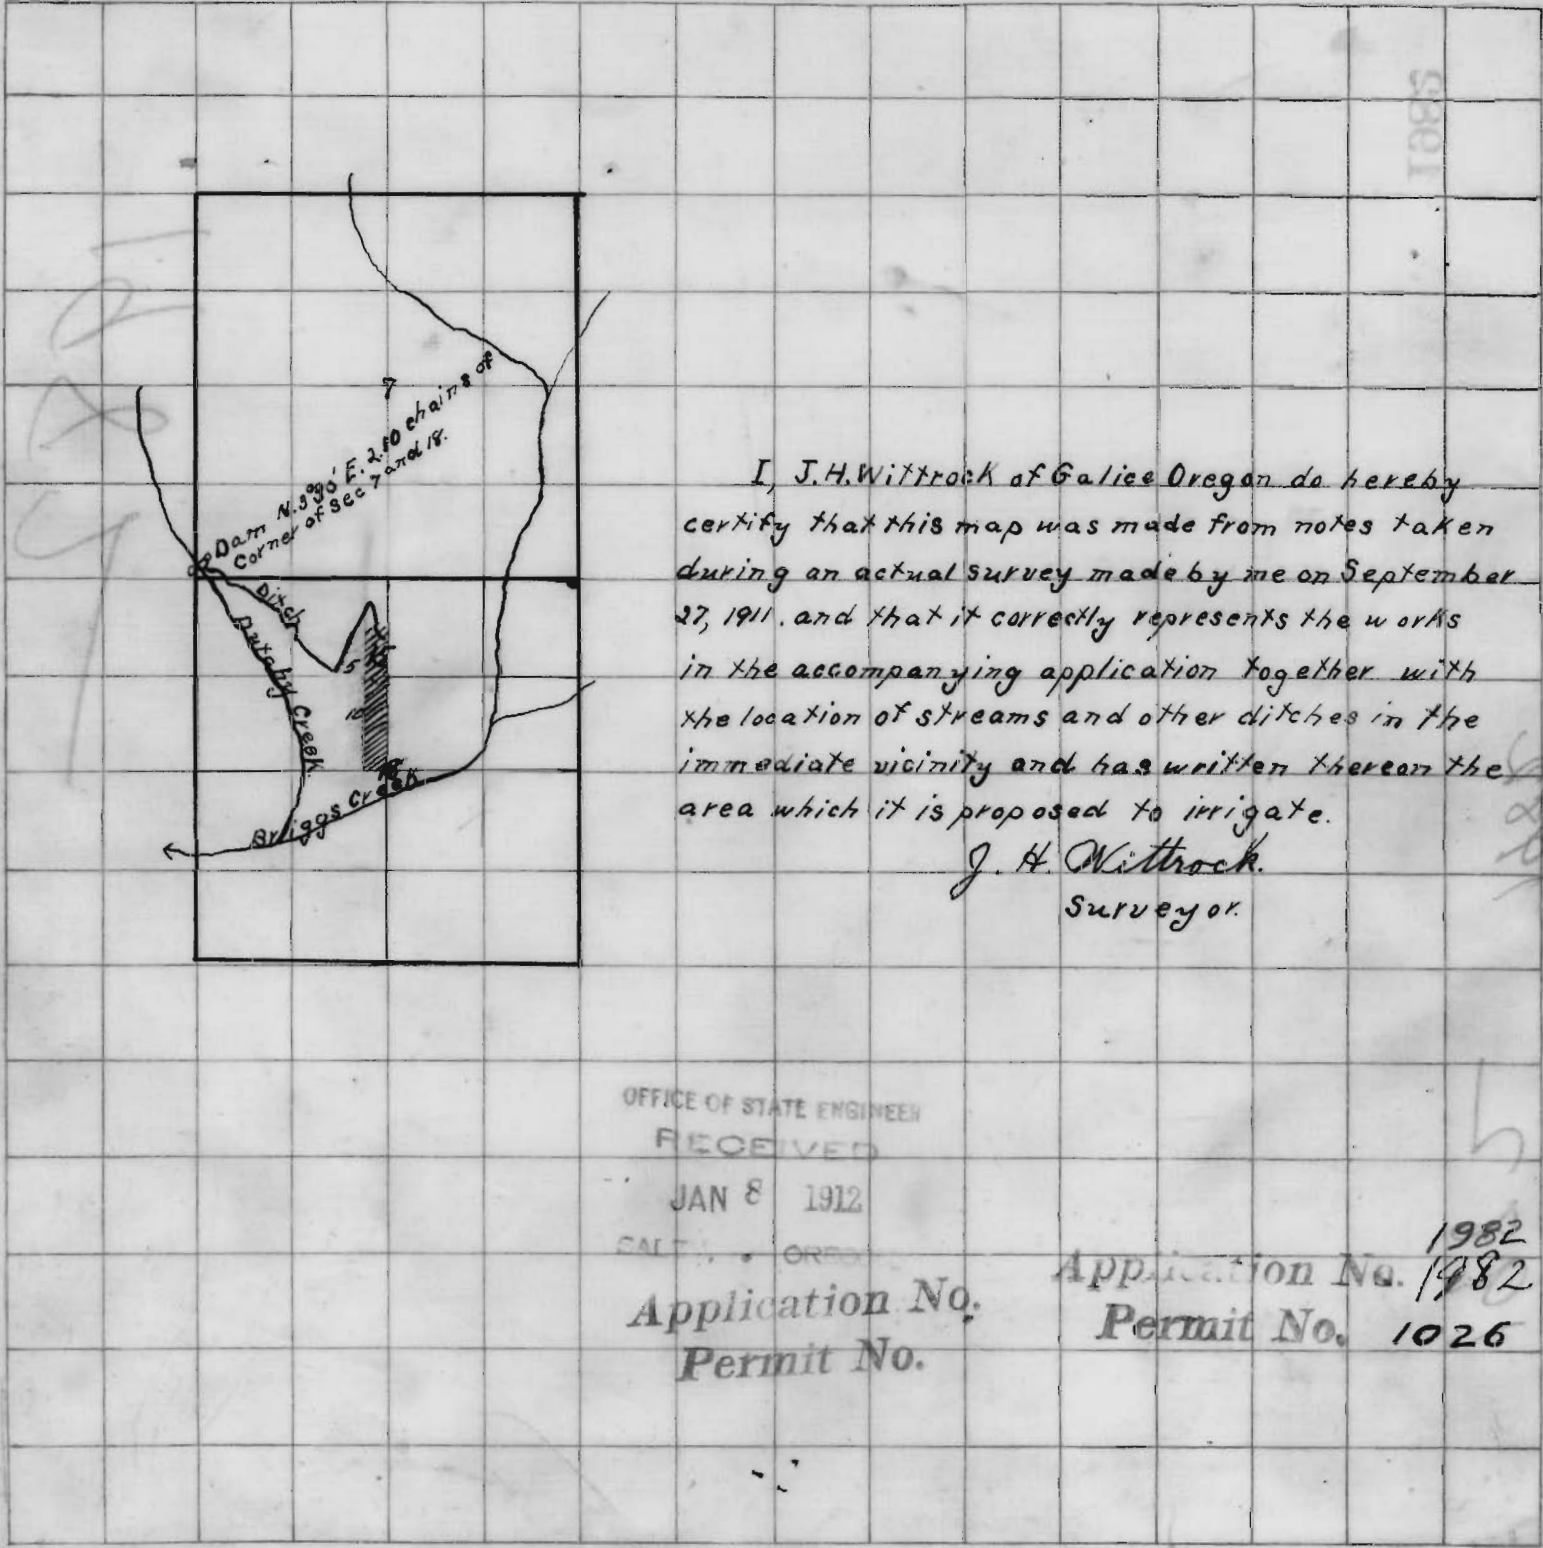 7
Dam N.3°90' E. 2.10 chains of
Corner of Sec 7 and 18.
Ditch
Dutchy Creek
5
10
18
Briggs Creek
I, J.H. Wittrock of Galice Oregon do hereby
certify that this map was made from notes taken
during an actual survey made by me on September
27, 1911. and that it correctly represents the works
in the accompanying application together with
the location of streams and other ditches in the
immediate vicinity and has written thereon the
area which it is proposed to irrigate.
J. H. Wittrock.
Surveyor.
1982
OFFICE OF STATE ENGINEER
RECEIVED
JAN 8 1912
Application No.
Permit No.
1982
Application No. 1982
Permit No. 1026